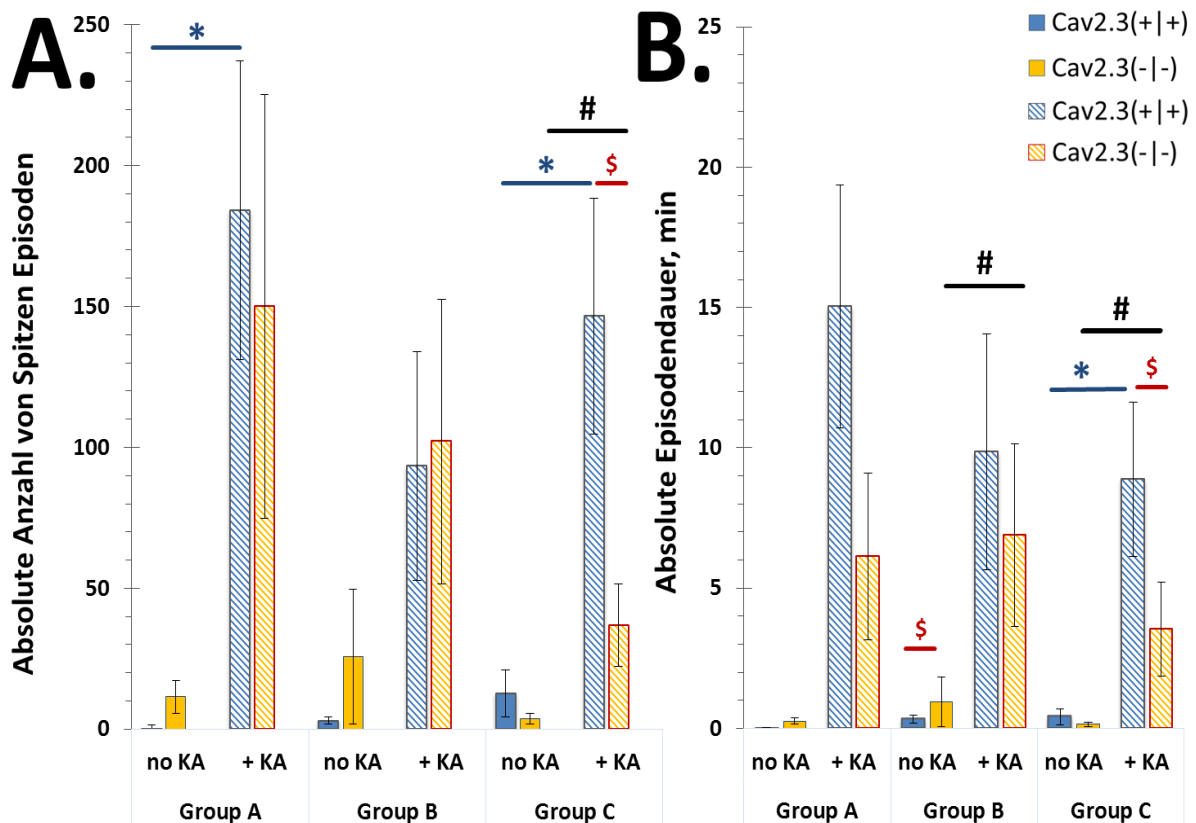 A.
Absolute Anzahl von Spitzen Episoden
250
200
150
100
50
0
*
#
*
$
no KA + KA no KA + KA no KA + KA
Group A Group B Group C
B.
Absolute Episodendauer, min
25
20
15
10
5
0
Cav2.3(+|+)
Cav2.3(-|-)
Cav2.3(+|+)
Cav2.3(-|-)
#
#
*
$
$
no KA + KA no KA + KA no KA + KA
Group A Group B Group C